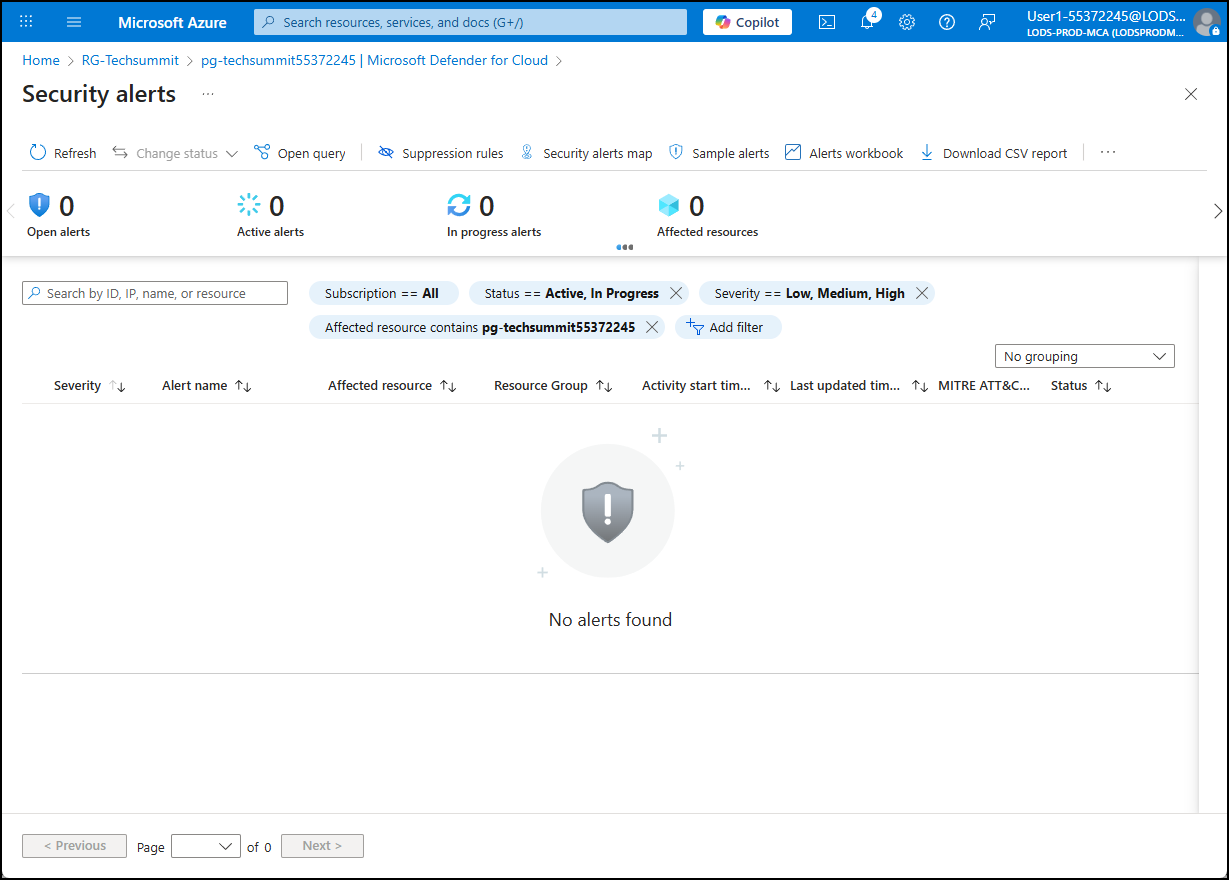 Microsoft Azure
Search resources, services, and docs (G+/)
Copilot
4
User1-55372245@LODS...
LODS-PROD-MCA (LODSPRODM...
Home > RG-Techsummit > pg-techsummit55372245 | Microsoft Defender for Cloud >
Security alerts ...
Refresh
Change status
Open query
Suppression rules
Security alerts map
Sample alerts
Alerts workbook
Download CSV report
...
0
Open alerts
0
Active alerts
0
In progress alerts
0
Affected resources
Search by ID, IP, name, or resource
Subscription == All
Status == Active, In Progress
Severity == Low, Medium, High
Affected resource contains pg-techsummit55372245
Add filter
No grouping
Severity
Alert name
Affected resource
Resource Group
Activity start tim...
Last updated tim...
MITRE ATT&C...
Status
No alerts found
< Previous
Page
of 0
Next >